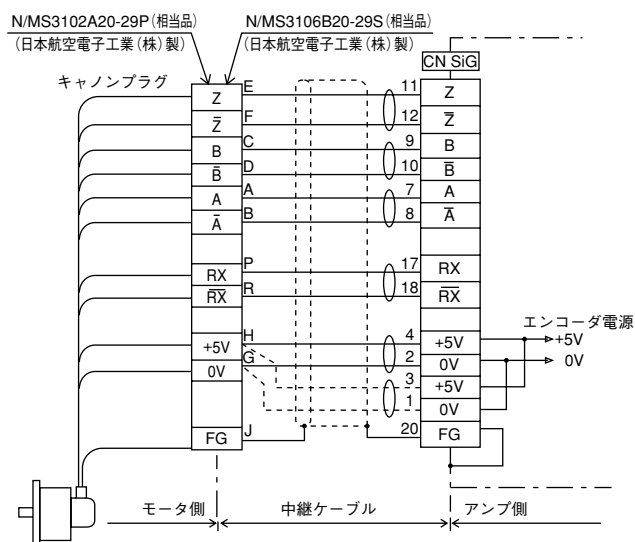 N/MS3102A20-29P(相当品) N/MS3106B20-29S(相当品)
(日本航空電子工業(株)製) (日本航空電子工業(株)製)
CN SiG
キャノンプラグ
Z E 11 Z
Z̅ F 12 Z̅
B C 9 B
B̅ D 10 B̅
A A 7 A
A̅ B 8 A̅
RX P 17 RX
R̅X̅ R 18 R̅X̅
エンコーダ電源
+5V H 4 +5V +5V
0V G 2 0V 0V
3 +5V
1 0V
FG J 20 FG
モータ側 中継ケーブル アンプ側